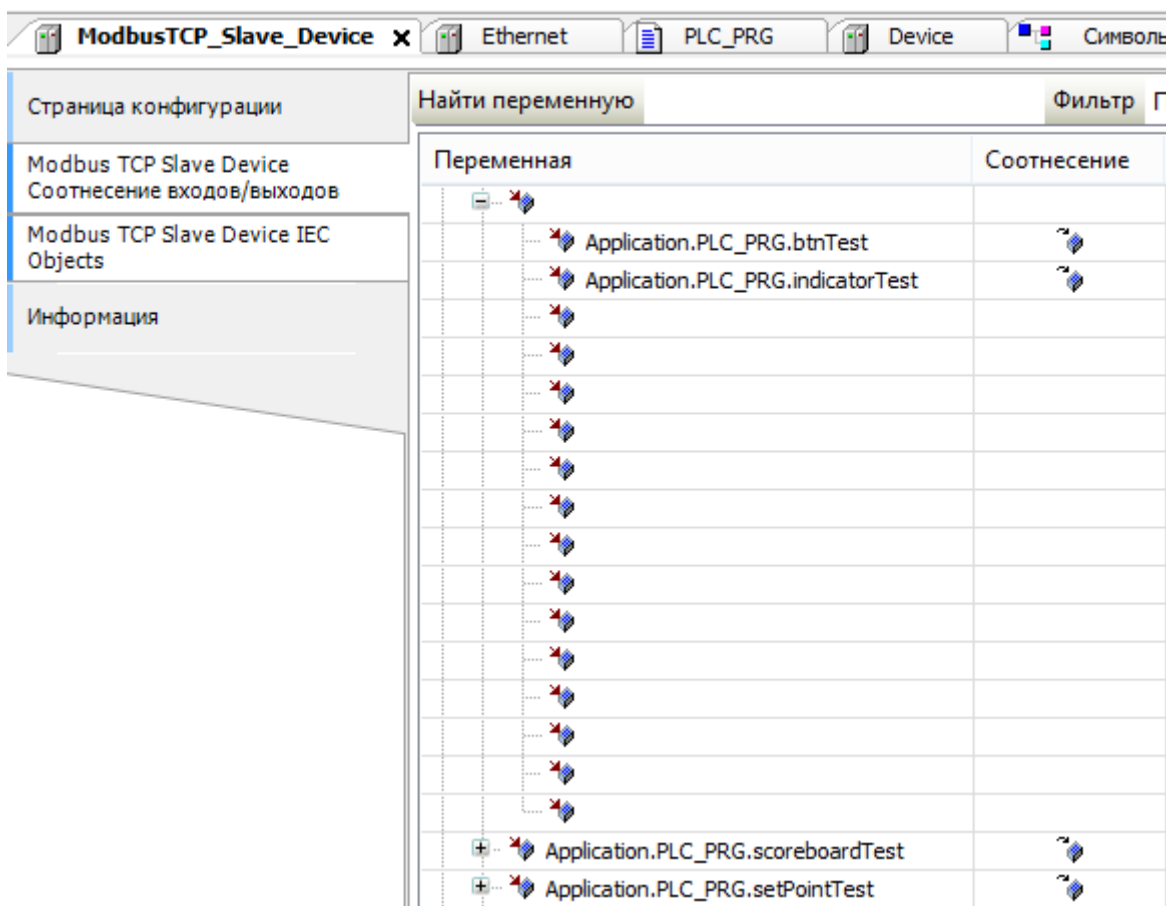 ModbusTCP_Slave_Device Ethernet PLC_PRG Device Символь
Страница конфигурации
Modbus TCP Slave Device
Соотнесение входов/выходов
Modbus TCP Slave Device IEC
Objects
Информация
Найти переменную Фильтр П
Переменная Соотнесение
Application.PLC_PRG.btnTest
Application.PLC_PRG.indicatorTest
Application.PLC_PRG.scoreboardTest
Application.PLC_PRG.setPointTest